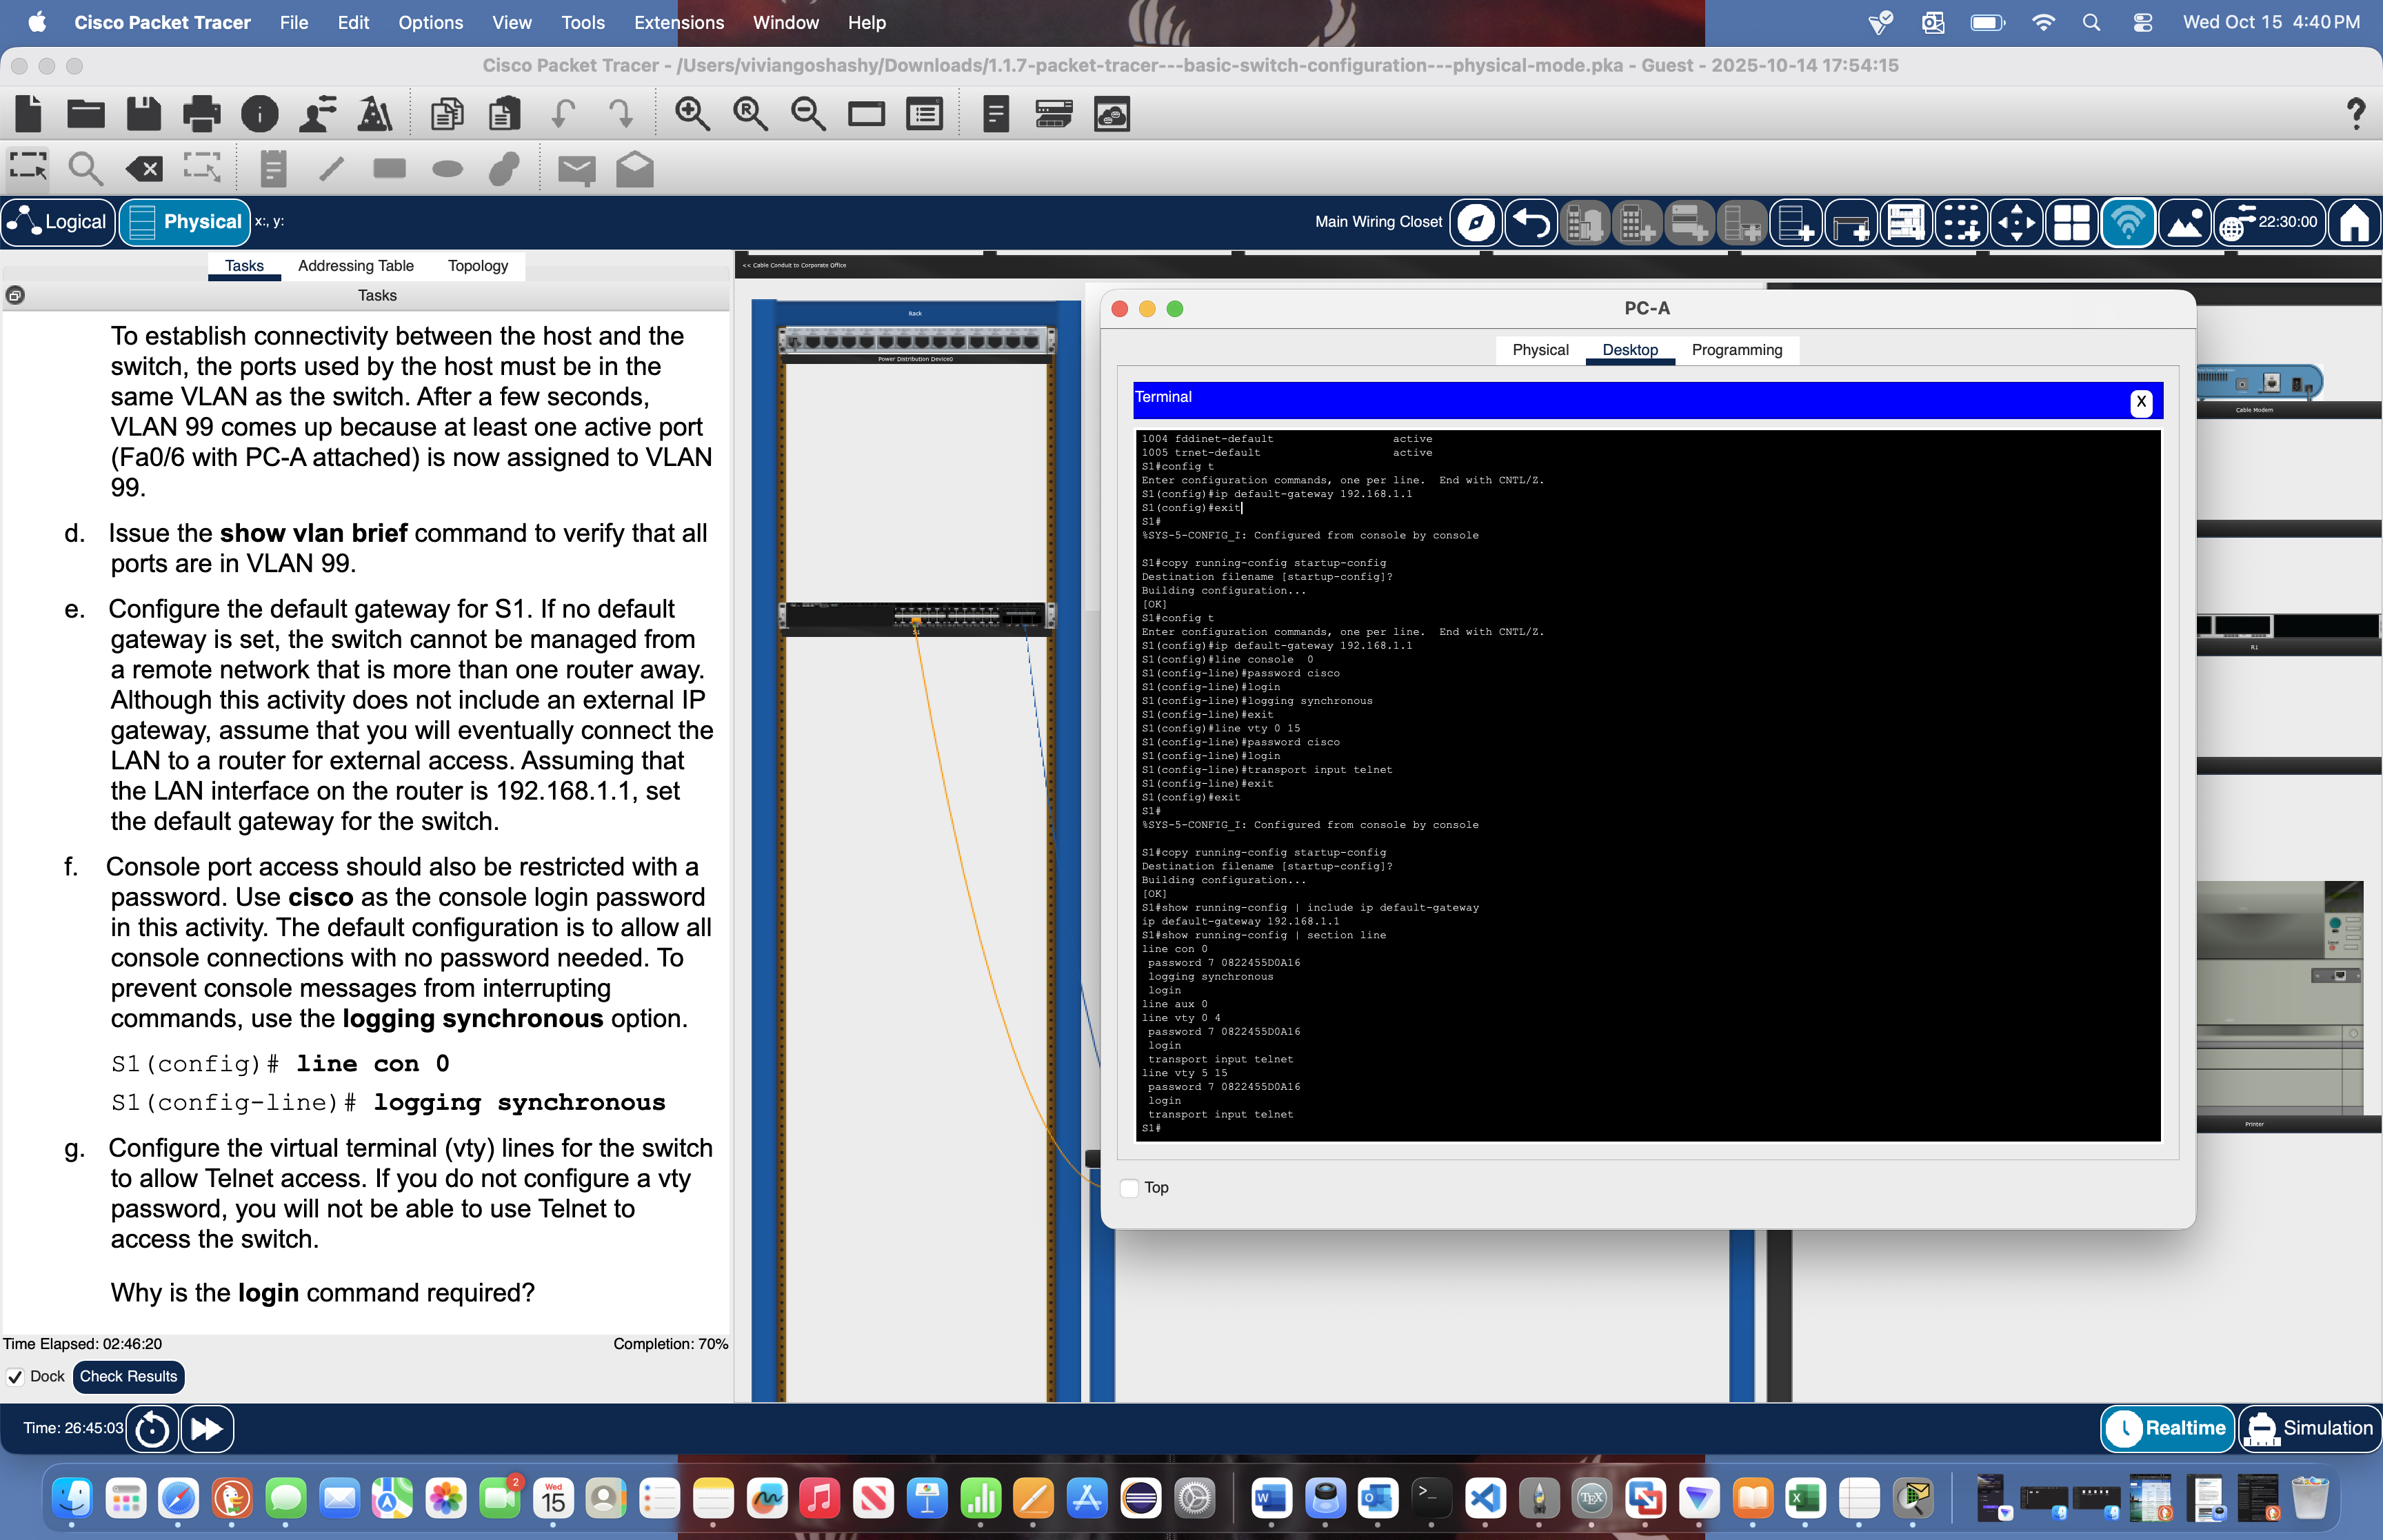 Cisco Packet Tracer File Edit Options View Tools Extensions Window Help Wed Oct 15 4:40 PM
Cisco Packet Tracer - /Users/viviangoshashy/Downloads/1.1.7-packet-tracer---basic-switch-configuration---physical-mode.pka - Guest - 2025-10-14 17:54:15
Logical Physical x:, y: Main Wiring Closet 22:30:00
Tasks Addressing Table Topology
Tasks
To establish connectivity between the host and the
switch, the ports used by the host must be in the
same VLAN as the switch. After a few seconds,
VLAN 99 comes up because at least one active port
(Fa0/6 with PC-A attached) is now assigned to VLAN
99.
d. Issue the show vlan brief command to verify that all
ports are in VLAN 99.
e. Configure the default gateway for S1. If no default
gateway is set, the switch cannot be managed from
a remote network that is more than one router away.
Although this activity does not include an external IP
gateway, assume that you will eventually connect the
LAN to a router for external access. Assuming that
the LAN interface on the router is 192.168.1.1, set
the default gateway for the switch.
f. Console port access should also be restricted with a
password. Use cisco as the console login password
in this activity. The default configuration is to allow all
console connections with no password needed. To
prevent console messages from interrupting
commands, use the logging synchronous option.
S1(config)# line con 0
S1(config-line)# logging synchronous
g. Configure the virtual terminal (vty) lines for the switch
to allow Telnet access. If you do not configure a vty
password, you will not be able to use Telnet to
access the switch.
Why is the login command required?
Time Elapsed: 02:46:20 Completion: 70%
Dock Check Results
<< Cable Conduit to Corporate Office
Rack
Power Distribution Device0
S1
PC-A
Physical Desktop Programming
Terminal X
1004 fddinet-default active
1005 trnet-default active
S1#config t
Enter configuration commands, one per line. End with CNTL/Z.
S1(config)#ip default-gateway 192.168.1.1
S1(config)#exit
S1#
%SYS-5-CONFIG_I: Configured from console by console
S1#copy running-config startup-config
Destination filename [startup-config]?
Building configuration...
[OK]
S1#config t
Enter configuration commands, one per line. End with CNTL/Z.
S1(config)#ip default-gateway 192.168.1.1
S1(config)#line console 0
S1(config-line)#password cisco
S1(config-line)#login
S1(config-line)#logging synchronous
S1(config-line)#exit
S1(config)#line vty 0 15
S1(config-line)#password cisco
S1(config-line)#login
S1(config-line)#transport input telnet
S1(config-line)#exit
S1(config)#exit
S1#
%SYS-5-CONFIG_I: Configured from console by console
S1#copy running-config startup-config
Destination filename [startup-config]?
Building configuration...
[OK]
S1#show running-config | include ip default-gateway
ip default-gateway 192.168.1.1
S1#show running-config | section line
line con 0
password 7 0822455D0A16
logging synchronous
login
line aux 0
line vty 0 4
password 7 0822455D0A16
login
transport input telnet
line vty 5 15
password 7 0822455D0A16
login
transport input telnet
S1#
Top
Cable Modem
R1
Printer
Time: 26:45:03 Realtime Simulation
2
Wed
15
TEX